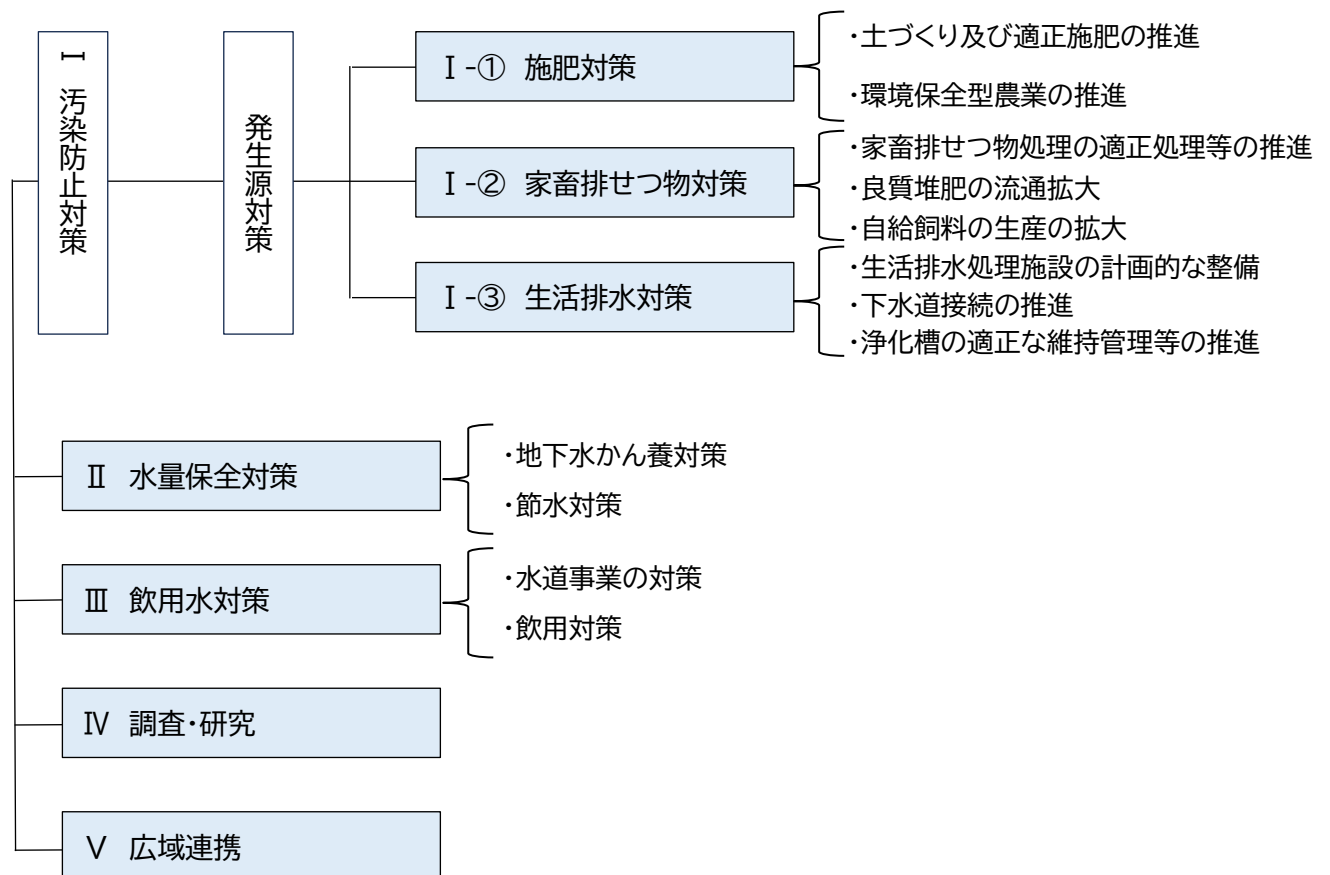 Ⅰ 汚染防止対策
発生源対策
Ⅰ-① 施肥対策
・土づくり及び適正施肥の推進
・環境保全型農業の推進
Ⅰ-② 家畜排せつ物対策
・家畜排せつ物処理の適正処理等の推進
・良質堆肥の流通拡大
・自給飼料の生産の拡大
Ⅰ-③ 生活排水対策
・生活排水処理施設の計画的な整備
・下水道接続の推進
・浄化槽の適正な維持管理等の推進
Ⅱ 水量保全対策
・地下水かん養対策
・節水対策
Ⅲ 飲用水対策
・水道事業の対策
・飲用対策
Ⅳ 調査・研究
Ⅴ 広域連携